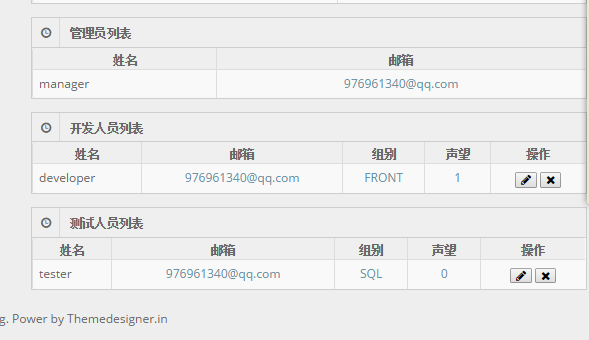 管理员列表
姓名 邮箱
manager 976961340@qq.com
开发人员列表
姓名 邮箱 组别 声望 操作
developer 976961340@qq.com FRONT 1
测试人员列表
姓名 邮箱 组别 声望 操作
tester 976961340@qq.com SQL 0
g. Power by Themedesigner.in